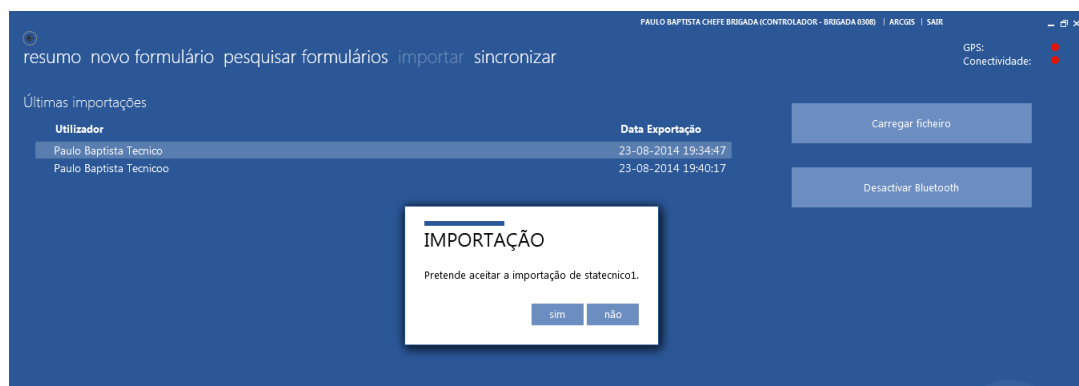 PAULO BAPTISTA CHEFE BRIGADA (CONTROLADOR - BRIGADA 0308) | ARCGIS | SAIR
resumo novo formulário pesquisar formulários importar sincronizar
GPS:
Conectividade:
Últimas importações
Utilizador Data Exportação
Paulo Baptista Tecnico 23-08-2014 19:34:47
Paulo Baptista Tecnicoo 23-08-2014 19:40:17
Carregar ficheiro
Desactivar Bluetooth
IMPORTAÇÃO
Pretende aceitar a importação de statecnico1.
sim não